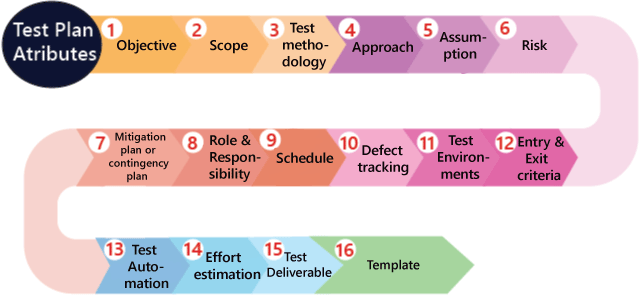 Test Plan
Atributes
1
Objective
2
Scope
3
Test
metho-
dology
4
Approach
5
Assum-
ption
6
Risk
7
Mitigation
plan or
contingency
plan
8
Role &
Respon-
sibility
9
Schedule
10
Defect
tracking
11
Test
Environ-
ments
12
Entry &
Exit
criteria
13
Test
Auto-
mation
14
Effort
estimation
15
Test
Deliverable
16
Template